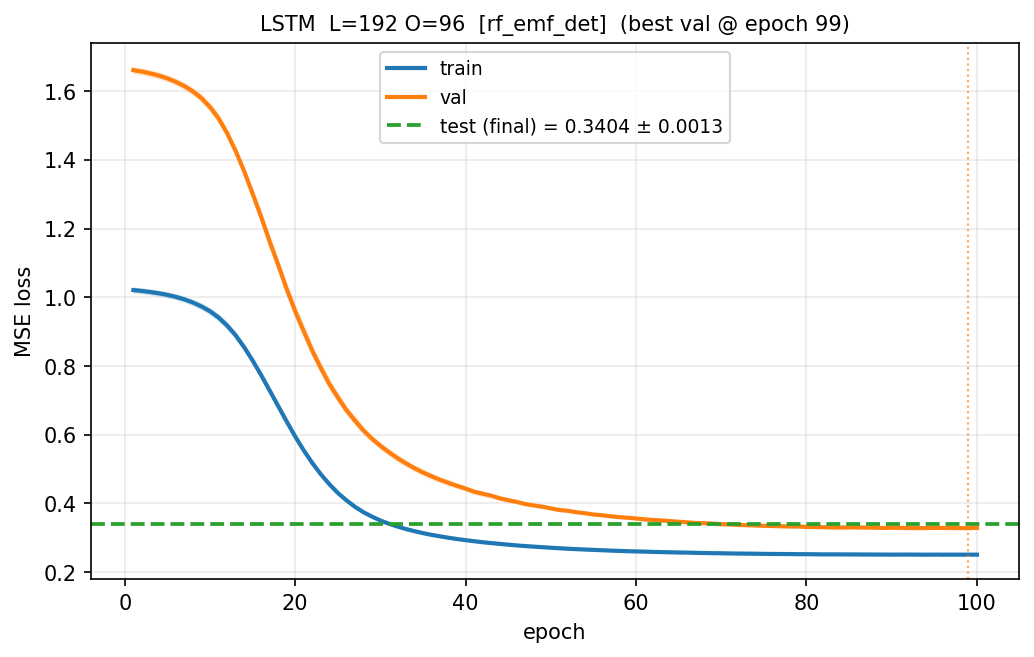 LSTM  L=192 O=96  [rf_emf_det]  (best val @ epoch 99)
train
val
test (final) = 0.3404 ± 0.0013
MSE loss
1.6
1.4
1.2
1.0
0.8
0.6
0.4
0.2
0 20 40 60 80 100
epoch